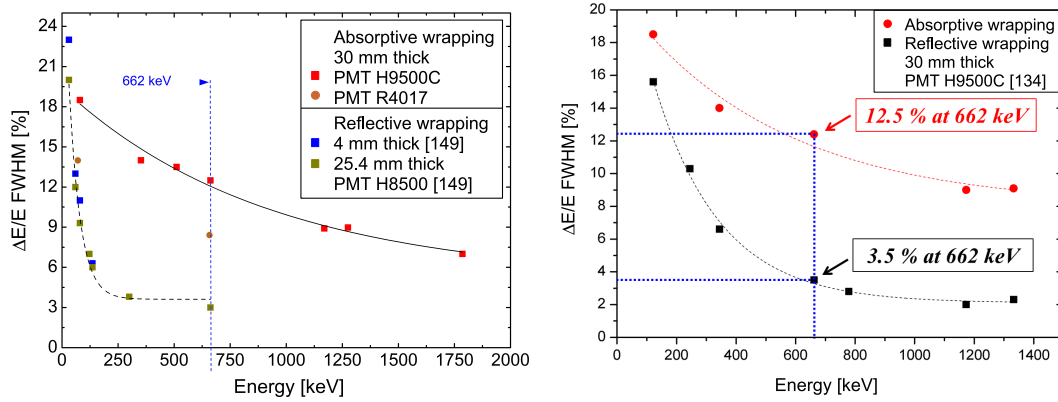 24
21
18
15
12
9
6
3
0
ΔE/E FWHM [%]
662 keV
Absorptive wrapping
30 mm thick
PMT H9500C
PMT R4017
Reflective wrapping
4 mm thick [149]
25.4 mm thick
PMT H8500 [149]
0 250 500 750 1000 1250 1500 1750 2000
Energy [keV]
20
18
16
14
12
10
8
6
4
2
0
ΔE/E FWHM [%]
Absorptive wrapping
Reflective wrapping
30 mm thick
PMT H9500C [134]
12.5 % at 662 keV
3.5 % at 662 keV
0 200 400 600 800 1000 1200 1400
Energy [keV]